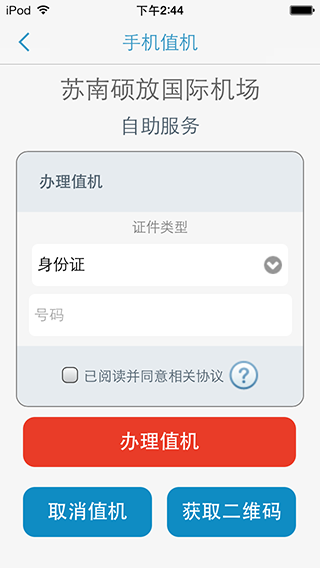 iPod 下午2:44
手机值机
苏南硕放国际机场
自助服务
办理值机
证件类型
身份证
号码
已阅读并同意相关协议 ?
办理值机
取消值机 获取二维码